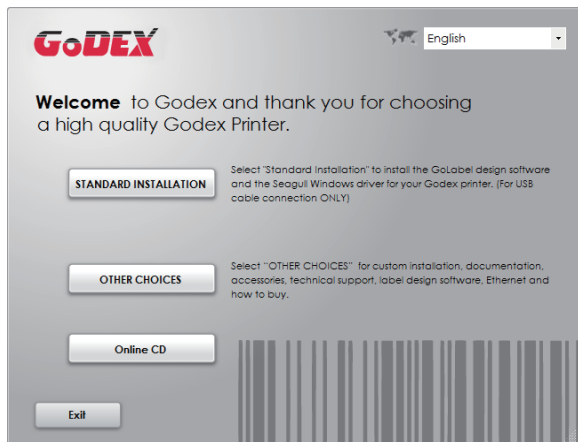 GoDEX
English
Welcome to Godex and thank you for choosing
a high quality Godex Printer.
STANDARD INSTALLATION
Select "Standard Installation" to install the GoLabel design software
and the Seagull Windows driver for your Godex printer. (For USB
cable connection ONLY)
OTHER CHOICES
Select "OTHER CHOICES" for custom installation, documentation,
accessories, technical support, label design software, Ethernet and
how to buy.
Online CD
Exit